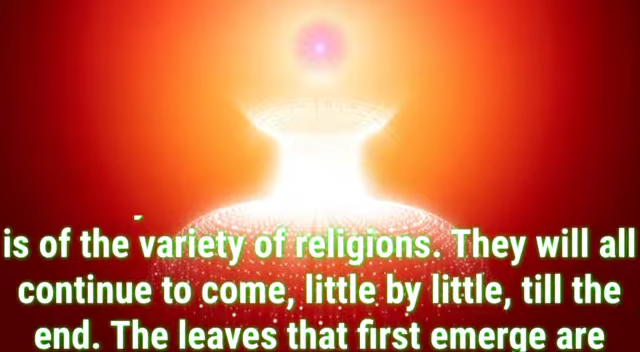 is of the variety of religions. They will all
continue to come, little by little, till the
end. The leaves that first emerge are